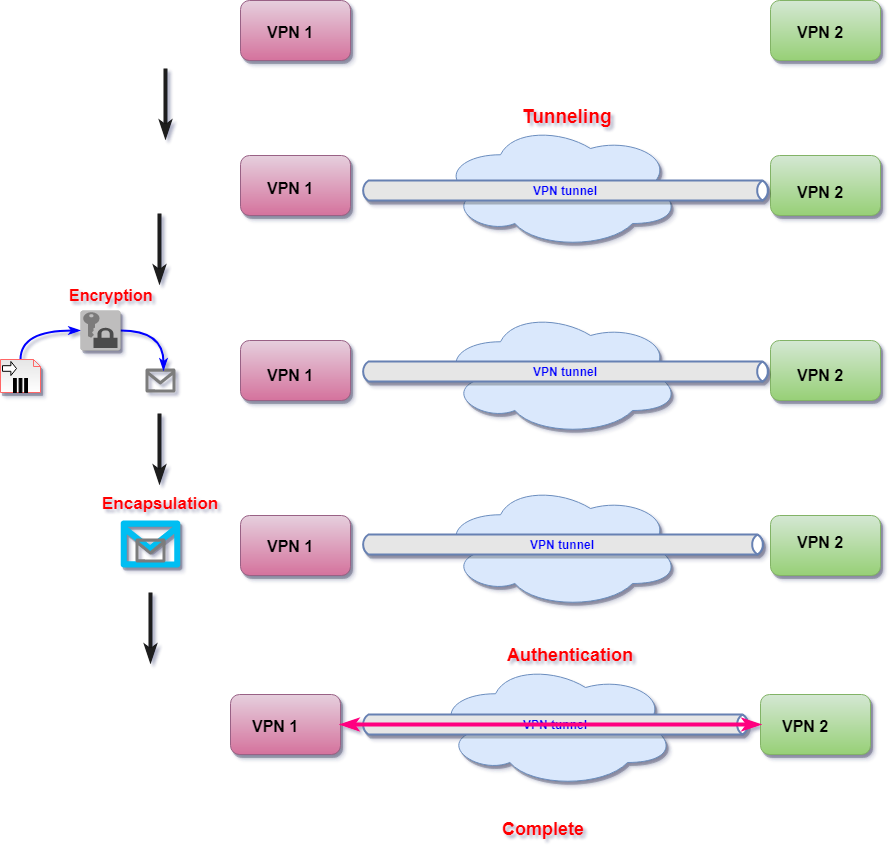 VPN 1
VPN 2
Tunneling
VPN 1
VPN tunnel
VPN 2
Encryption
VPN 1
VPN tunnel
VPN 2
Encapsulation
VPN 1
VPN tunnel
VPN 2
Authentication
VPN 1
VPN tunnel
VPN 2
Complete